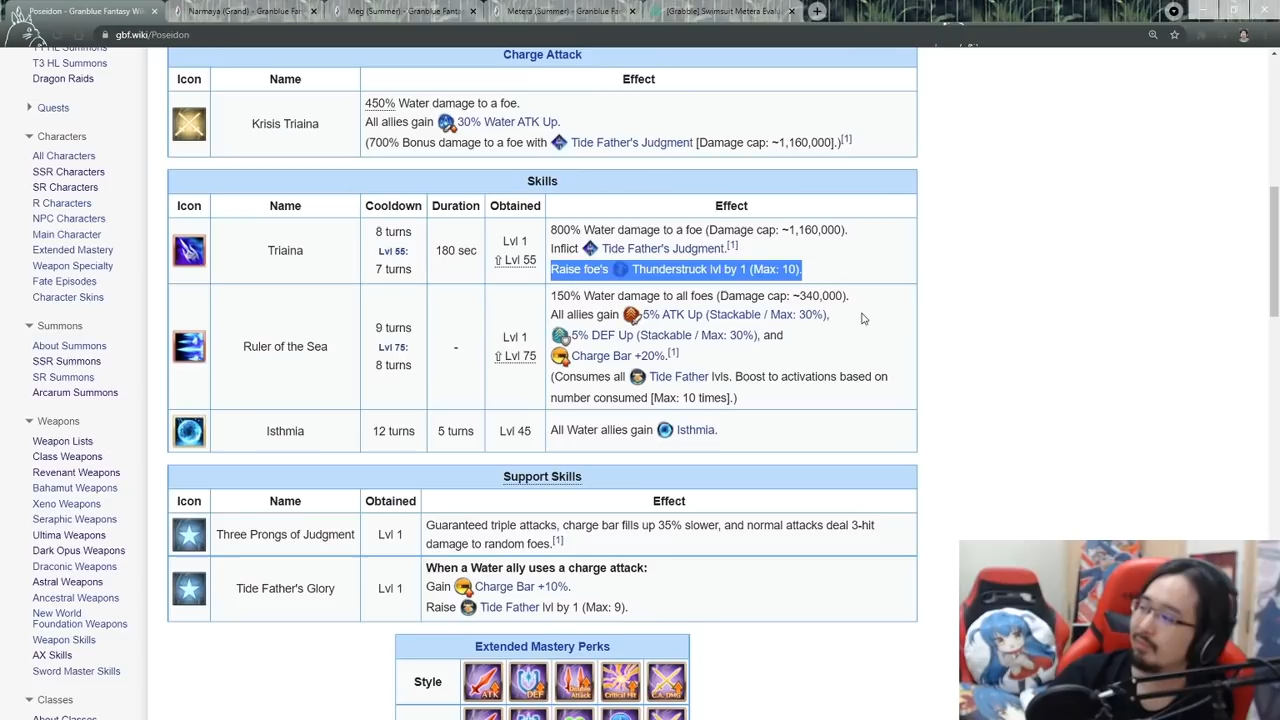 Poseidon - Granblue Fantasy W
Narmaya (Grand) - Granblue Fan
Meg (Summer) - Granblue Fanta
Metera (Summer) - Granblue Fan
[Grabble] Swimsuit Metera Evalu
gbf.wiki/Poseidon
T3 HL Summons
Dragon Raids
Quests
Characters
All Characters
SSR Characters
SR Characters
R Characters
NPC Characters
Main Character
Extended Mastery
Weapon Specialty
Fate Episodes
Character Skins
Summons
About Summons
SSR Summons
SR Summons
Arcarum Summons
Weapons
Weapon Lists
Class Weapons
Revenant Weapons
Bahamut Weapons
Xeno Weapons
Seraphic Weapons
Ultima Weapons
Dark Opus Weapons
Draconic Weapons
Astral Weapons
Ancestral Weapons
New World
Foundation Weapons
Weapon Skills
AX Skills
Sword Master Skills
Classes
About Classes
Charge Attack
Icon Name Effect
Krisis Triaina
450% Water damage to a foe.
All allies gain 30% Water ATK Up.
(700% Bonus damage to a foe with Tide Father's Judgment [Damage cap: ~1,160,000].)[1]
Skills
Icon Name Cooldown Duration Obtained Effect
Triaina
8 turns
Lvl 55:
7 turns
180 sec
Lvl 1
⇧Lvl 55
800% Water damage to a foe (Damage cap: ~1,160,000).
Inflict Tide Father's Judgment.[1]
Raise foe's Thunderstruck lvl by 1 (Max: 10).
Ruler of the Sea
9 turns
Lvl 75:
8 turns
-
Lvl 1
⇧Lvl 75
150% Water damage to all foes (Damage cap: ~340,000).
All allies gain 5% ATK Up (Stackable / Max: 30%),
5% DEF Up (Stackable / Max: 30%), and
Charge Bar +20%.[1]
(Consumes all Tide Father lvls. Boost to activations based on
number consumed [Max: 10 times].)
Isthmia 12 turns 5 turns Lvl 45 All Water allies gain Isthmia.
Support Skills
Icon Name Obtained Effect
Three Prongs of Judgment Lvl 1
Guaranteed triple attacks, charge bar fills up 35% slower, and normal attacks deal 3-hit
damage to random foes.[1]
Tide Father's Glory Lvl 1
When a Water ally uses a charge attack:
Gain Charge Bar +10%.
Raise Tide Father lvl by 1 (Max: 9).
Extended Mastery Perks
Style
ATK
DEF
Double Attack
Critical Hit
C.A. DMG